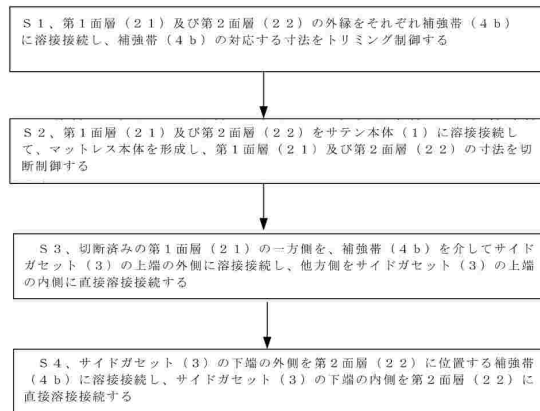 S1、第1面層(21)及び第2面層(22)の外縁をそれぞれ補強帯(4b)
に溶接接続し、補強帯(4b)の対応する寸法をトリミング制御する
S2、第1面層(21)及び第2面層(22)をサテン本体(1)に溶接接続し
て、マットレス本体を形成し、第1面層(21)及び第2面層(22)の寸法を切
断制御する
S3、切断済みの第1面層(21)の一方側を、補強帯(4b)を介してサイド
ガセット(3)の上端の外側に溶接接続し、他方側をサイドガセット(3)の上端
の内側に直接溶接接続する
S4、サイドガセット(3)の下端の外側を第2面層(22)に位置する補強帯
(4b)に溶接接続し、サイドガセット(3)の下端の内側を第2面層(22)に
直接溶接接続する